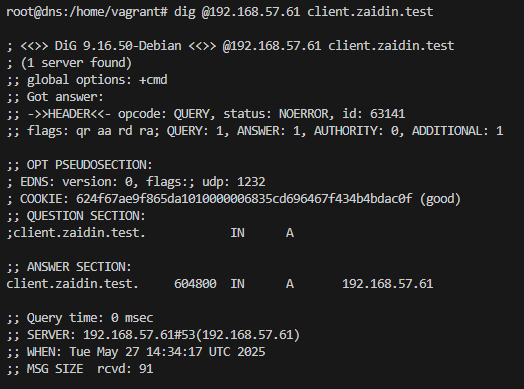 root@dns:/home/vagrant# dig @192.168.57.61 client.zaidin.test
; <<>> DiG 9.16.50-Debian <<>> @192.168.57.61 client.zaidin.test
; (1 server found)
;; global options: +cmd
;; Got answer:
;; ->>HEADER<<- opcode: QUERY, status: NOERROR, id: 63141
;; flags: qr aa rd ra; QUERY: 1, ANSWER: 1, AUTHORITY: 0, ADDITIONAL: 1
;; OPT PSEUDOSECTION:
; EDNS: version: 0, flags:; udp: 1232
; COOKIE: 624f67ae9f865da1010000006835cd696467f434b4bdac0f (good)
;; QUESTION SECTION:
;client.zaidin.test. IN A
;; ANSWER SECTION:
client.zaidin.test. 604800 IN A 192.168.57.61
;; Query time: 0 msec
;; SERVER: 192.168.57.61#53(192.168.57.61)
;; WHEN: Tue May 27 14:34:17 UTC 2025
;; MSG SIZE rcvd: 91